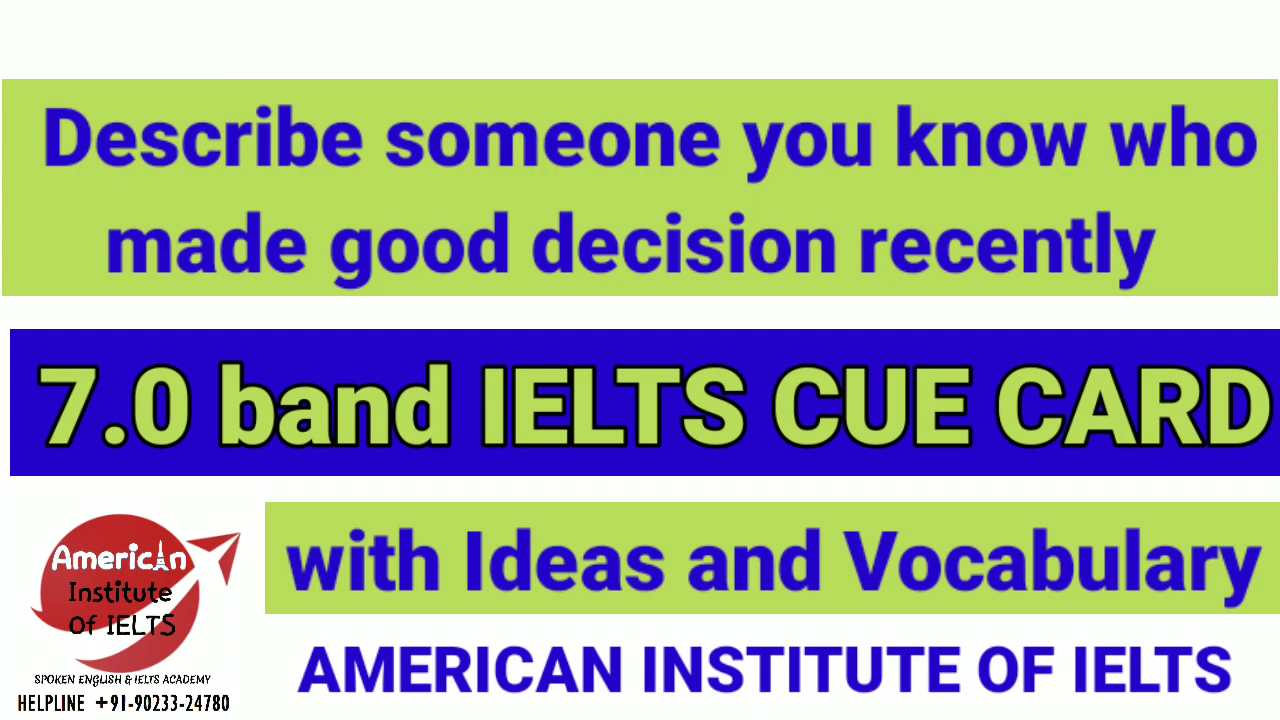 Describe someone you know who
made good decision recently
7.0 band IELTS CUE CARD
with Ideas and Vocabulary
AMERICAN INSTITUTE OF IELTS
American
Institute
Of IELTS
SPOKEN ENGLISH & IELTS ACADEMY
HELPLINE +91-90233-24780